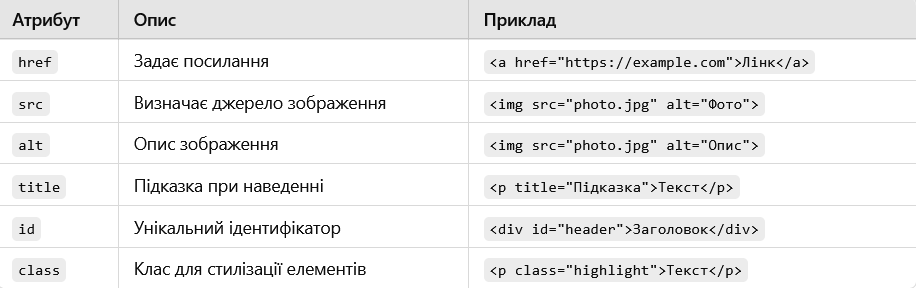 Атрибут Опис Приклад
href Задає посилання <a href="https://example.com">Лінк</a>
src Визначає джерело зображення <img src="photo.jpg" alt="Фото">
alt Опис зображення <img src="photo.jpg" alt="Опис">
title Підказка при наведенні <p title="Підказка">Текст</p>
id Унікальний ідентифікатор <div id="header">Заголовок</div>
class Клас для стилізації елементів <p class="highlight">Текст</p>